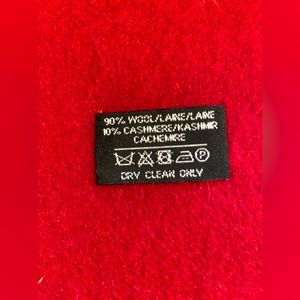 90% WOOL/LAINE/LAINE
10% CASHMERE/KASHMIR
CACHEMIRE
P
DRY CLEAN ONLY